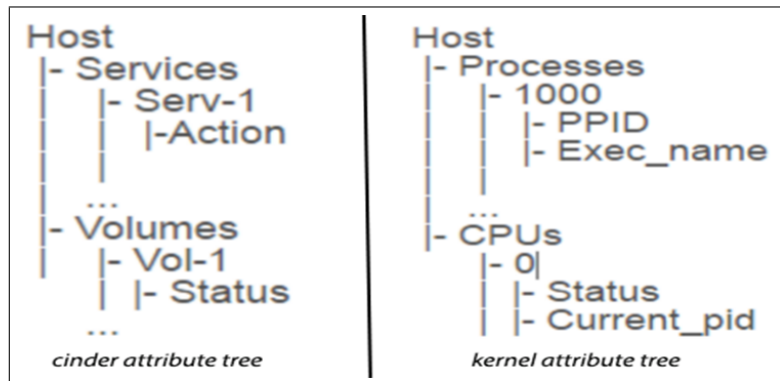 Host
|- Services
| |- Serv-1
| | |-Action
| |
| ...
|- Volumes
| |- Vol-1
| |- Status
...
cinder attribute tree
Host
|- Processes
| |- 1000
| | |- PPID
| | |- Exec_name
| |
| ...
|- CPUs
|- 0|
| |- Status
| |- Current_pid
kernel attribute tree